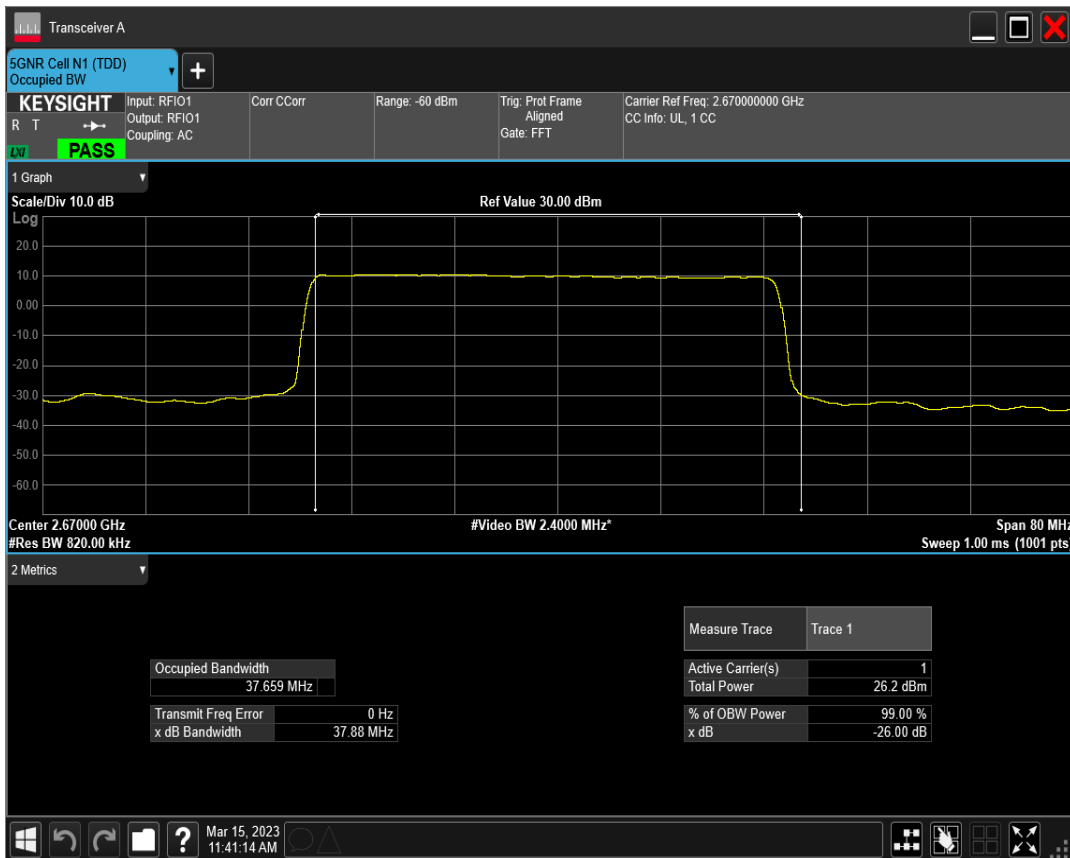 Transceiver A
5GNR Cell N1 (TDD)
Occupied BW
+
KEYSIGHT
R T
LXI
PASS
Input: RFIO1
Output: RFIO1
Coupling: AC
Corr CCorr
Range: -60 dBm
Trig: Prot Frame
Aligned
Gate: FFT
Carrier Ref Freq: 2.670000000 GHz
CC Info: UL, 1 CC
1 Graph
Scale/Div 10.0 dB
Ref Value 30.00 dBm
Log
20.0
10.0
0.00
-10.0
-20.0
-30.0
-40.0
-50.0
-60.0
Center 2.67000 GHz
#Video BW 2.4000 MHz*
Span 80 MHz
#Res BW 820.00 kHz
Sweep 1.00 ms (1001 pts)
2 Metrics
Measure Trace Trace 1
Occupied Bandwidth
37.659 MHz
Active Carrier(s) 1
Total Power 26.2 dBm
Transmit Freq Error 0 Hz
x dB Bandwidth 37.88 MHz
% of OBW Power 99.00 %
x dB -26.00 dB
?
Mar 15, 2023
11:41:14 AM